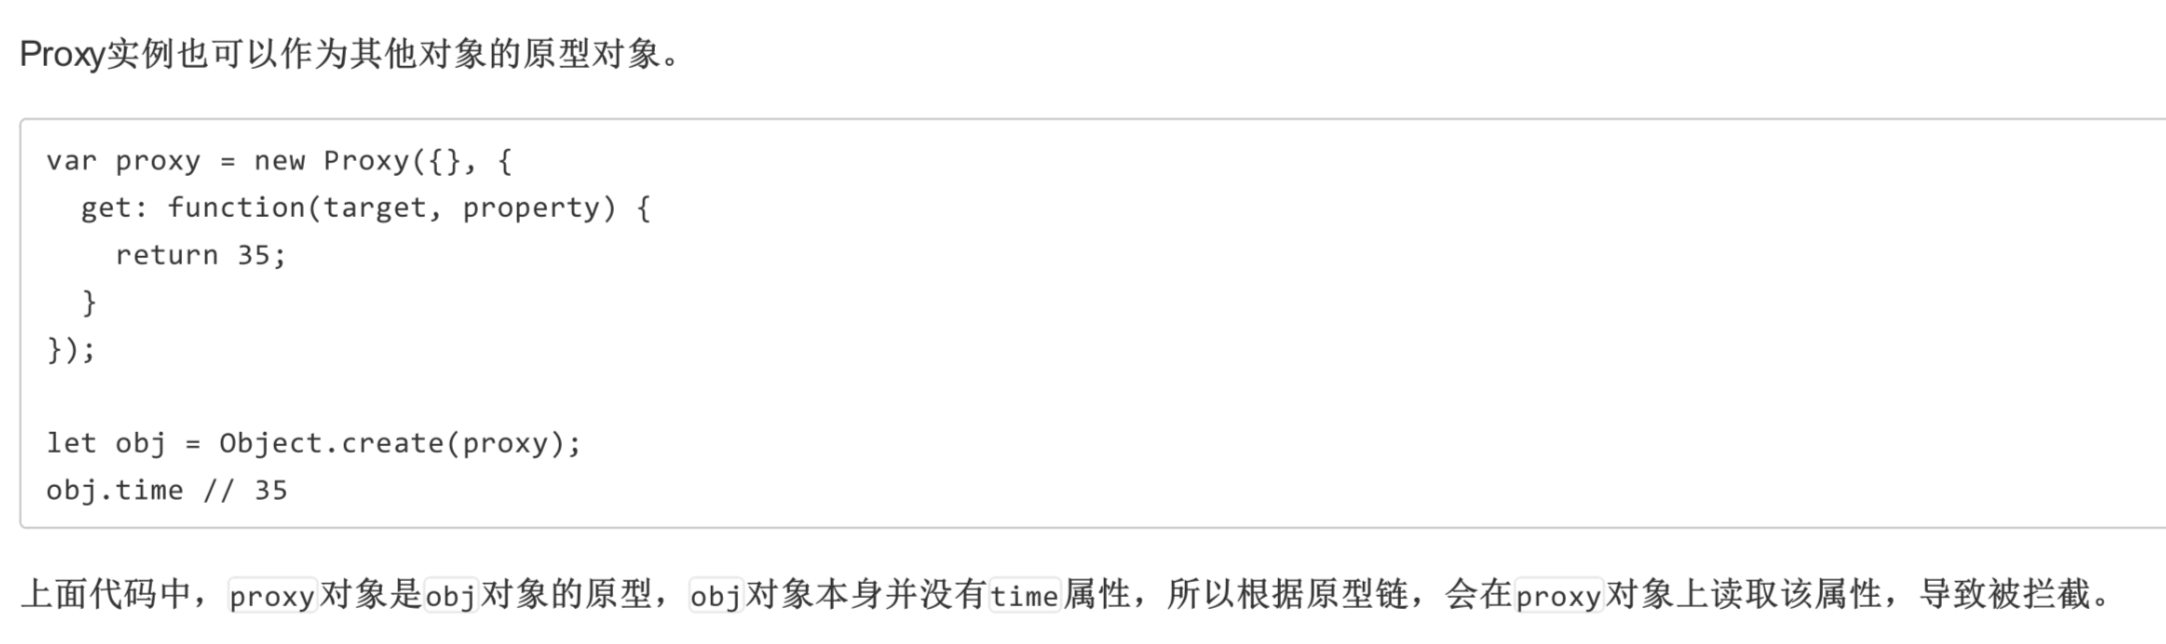 Proxy实例也可以作为其他对象的原型对象。
var proxy = new Proxy({}, {
  get: function(target, property) {
    return 35;
  }
});

let obj = Object.create(proxy);
obj.time // 35
上面代码中，proxy对象是obj对象的原型，obj对象本身并没有time属性，所以根据原型链，会在proxy对象上读取该属性，导致被拦截。